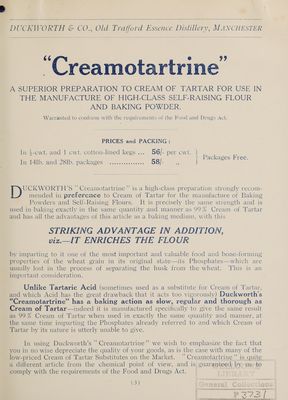 DUCKWORTH & CO., Old Trafford Essence Distillery, MANCHESTER
"Creamotartrine"
A SUPERIOR PREPARATION TO CREAM OF TARTAR FOR USE IN
THE MANUFACTURE OF HIGH-CLASS SELF-RAISING FLOUR
AND BAKING POWDER.
Warranted to conform with the requirements of the Food and Drugs Act.
PRICES and PACKING:
In ½-cwt. and 1 cwt. cotton-lined kegs ... 56/- per cwt.
In 14lb. and 28lb. packages ............ 58/- ,,
Packages Free.
DUCKWORTH'S "Creamotartrine" is a high-class preparation strongly recom-
mended in preference to Cream of Tartar for the manufacture of Baking
Powders and Self-Raising Flours. It is precisely the same strength and is
used in baking exactly in the same quantity and manner as 99% Cream of Tartar
and has all the advantages of this article as a baking medium, with this
STRIKING ADVANTAGE IN ADDITION,
viz.—IT ENRICHES THE FLOUR
by imparting to it one of the most important and valuable food and bone-forming
properties of the wheat grain in its original state—its Phosphates—which are
usually lost in the process of separating the husk from the wheat. This is an
important consideration.
Unlike Tartaric Acid (sometimes used as a substitute for Cream of Tartar,
and which Acid has the great drawback that it acts too vigorously) Duckworth's
"Creamotartrine" has a baking action as slow, regular and thorough as
Cream of Tartar—indeed it is manufactured specifically to give the same result
as 99% Cream of Tartar when used in exactly the same quantity and manner, at
the same time imparting the Phosphates already referred to and which Cream of
Tartar by its nature is utterly unable to give.
In using Duckworth's "Creamotartrine" we wish to emphasize the fact that
you in no wise depreciate the quality of your goods, as is the case with many of the
low-priced Cream of Tartar Substitutes on the Market. "Creamotartrine" is quite
a different article from the chemical point of view, and is guaranteed by us to
comply with the requirements of the Food and Drugs Act.
(3)
LIBRARY
General Collections
P 3731